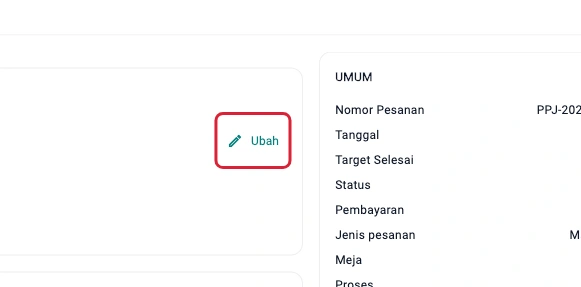 Ubah
UMUM
Nomor Pesanan PPJ-202
Tanggal
Target Selesai
Status
Pembayaran
Jenis pesanan M
Meja
Proses